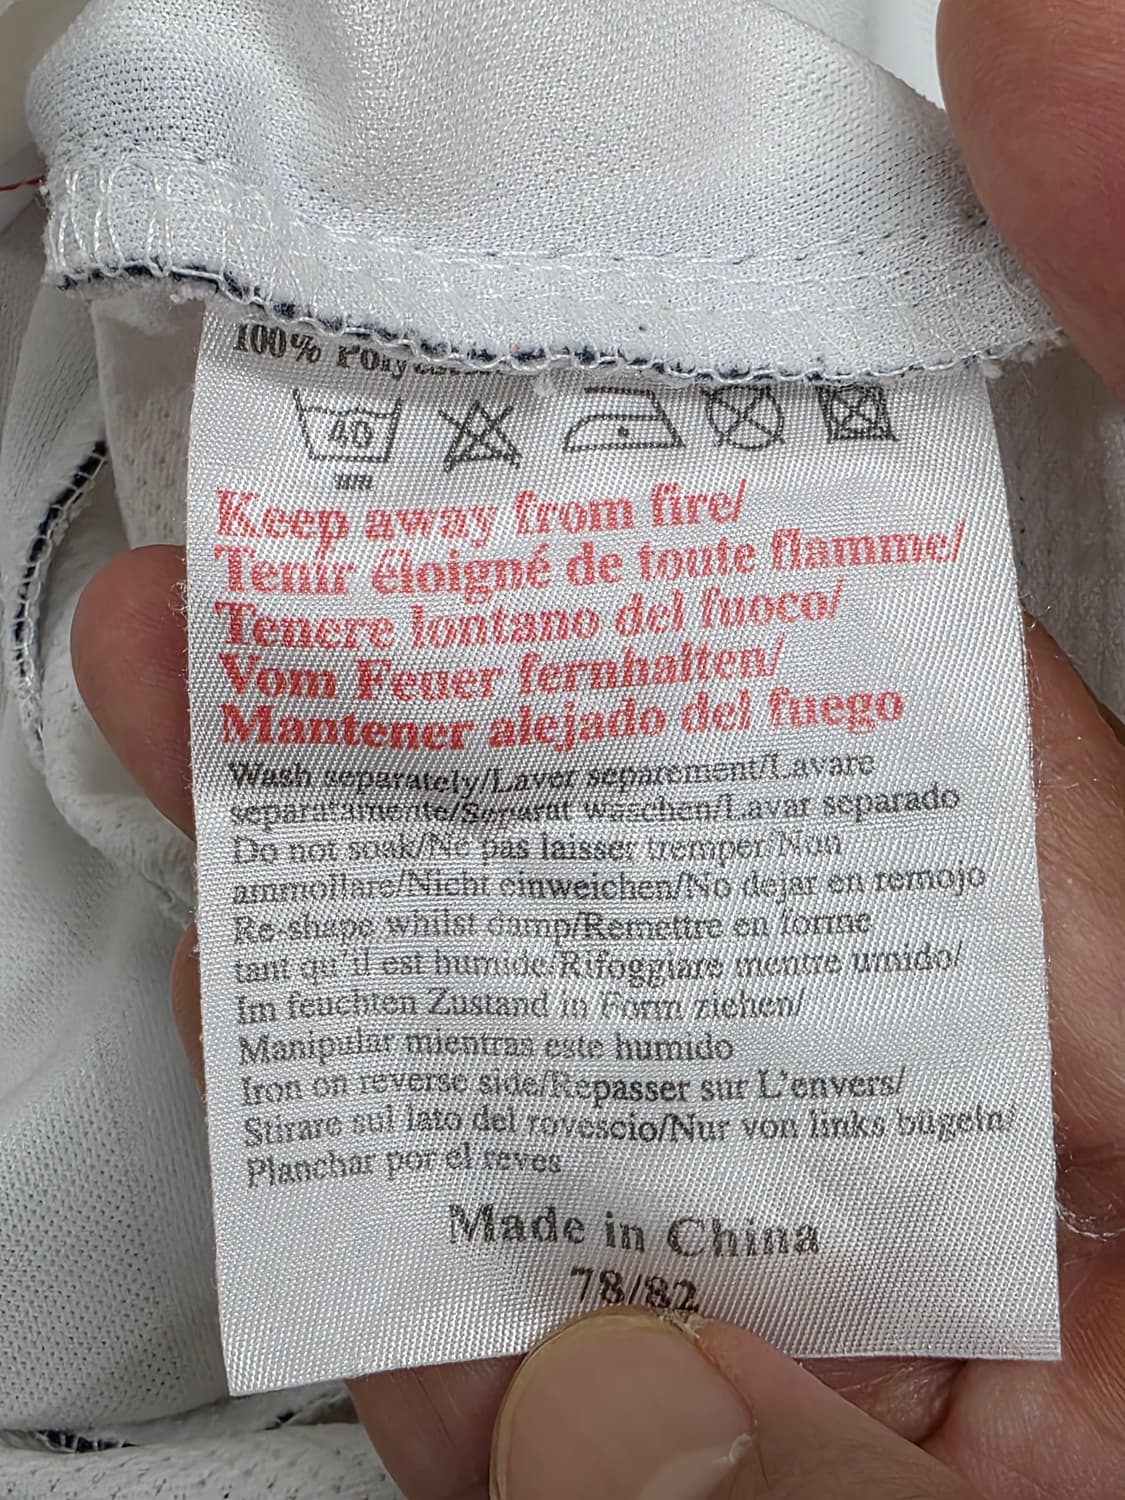 100% Polyester
40
Keep away from fire/
Tenir éloigné de toute flamme/
Tenere lontano del fuoco/
Vom Feuer fernhalten/
Mantener alejado del fuego
Wash separately/Laver separement/Lavare
separatamente/Separat waschen/Lavar separado
Do not soak/Ne pas laisser tremper/Non
ammollare/Nicht einweichen/No dejar en remojo
Re-shape whilst damp/Remettre en forme
tant qu'il est humide/Rifoggiare mentre umido/
Im feuchten Zustand in Form ziehen/
Manipular mientras este humido
Iron on reverse side/Repasser sur L'envers/
Stirare sul lato del rovescio/Nur von links bügeln/
Planchar por el reves
Made in China
78/82